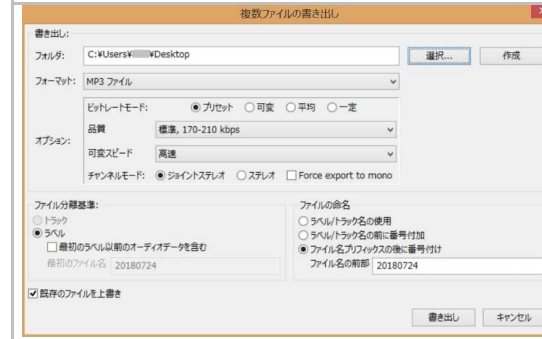 複数ファイルの書き出し
書き出し:
フォルダ: C:¥Users¥ ¥Desktop 選択... 作成
フォーマット: MP3 ファイル
オプション:
ビットレートモード: プリセット 可変 平均 一定
品質 標準, 170-210 kbps
可変スピード 高速
チャンネルモード: ジョイントステレオ ステレオ Force export to mono
ファイル分離基準:
トラック
ラベル
最初のラベル以前のオーディオデータを含む
最初のファイル名 20180724
ファイルの命名
ラベル/トラック名の使用
ラベル/トラック名の前に番号付加
ファイル名プリフィックスの後に番号付け
ファイル名の前部 20180724
既存のファイルを上書き
書き出し キャンセル